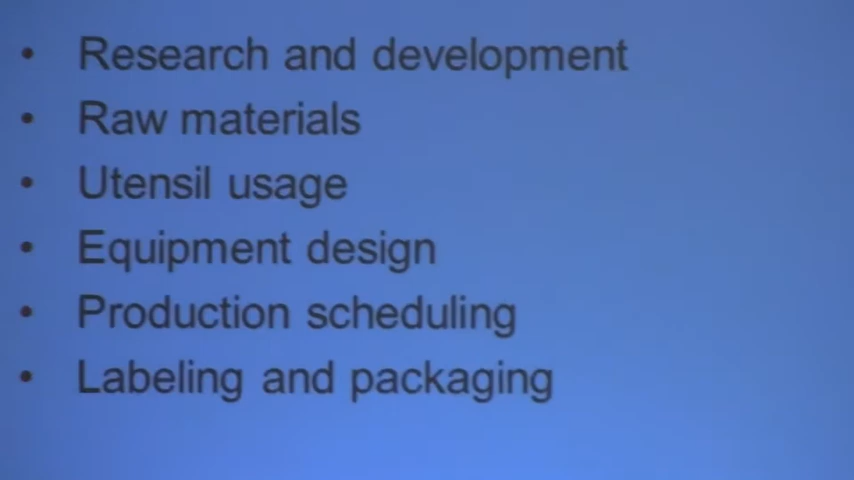 • Research and development
• Raw materials
• Utensil usage
• Equipment design
• Production scheduling
• Labeling and packaging